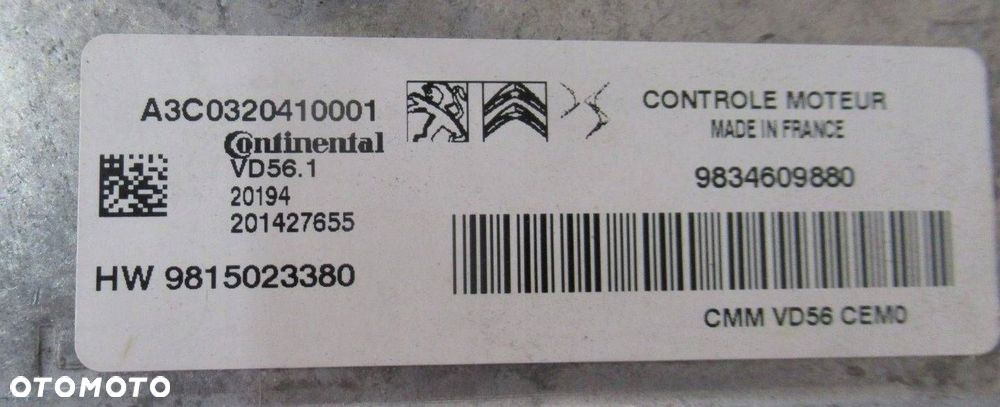 A3C0320410001
Continental
VD56.1
20194
201427655
HW 9815023380
CONTROLE MOTEUR
MADE IN FRANCE
9834609880
CMM VD56 CEM0
OTOMOTO